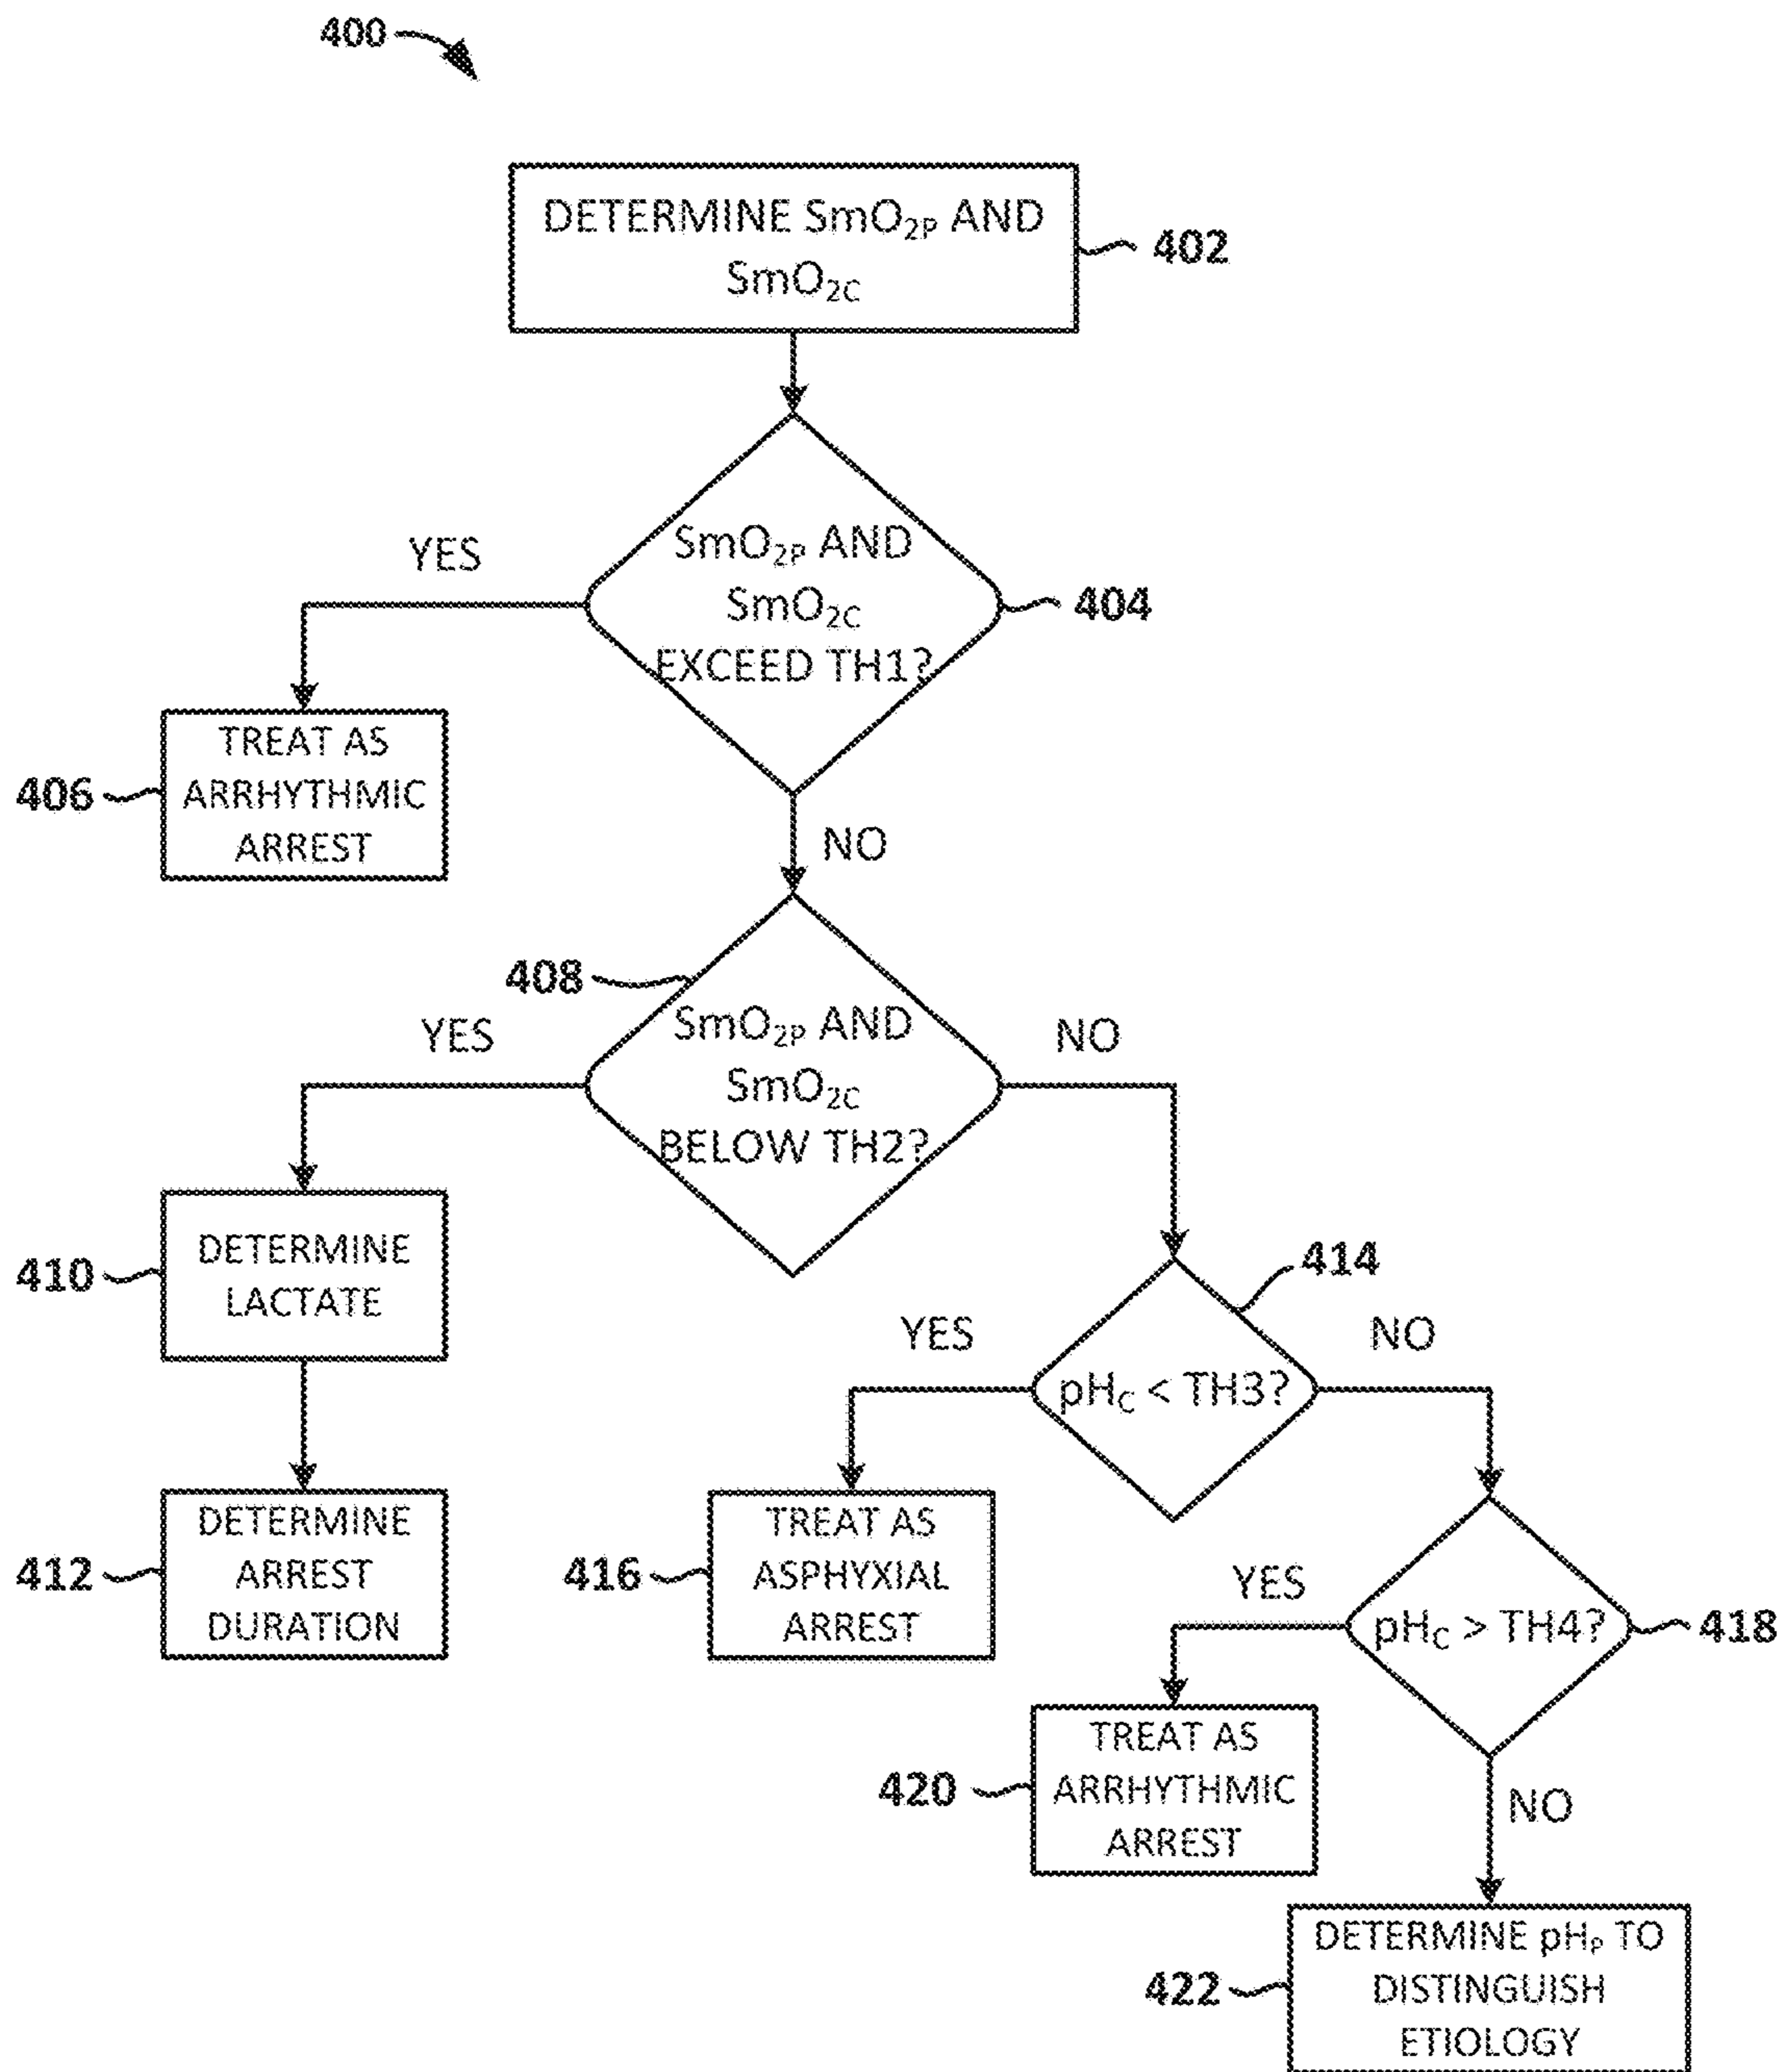 400
DETERMINE SmO2P AND
SmO2C
402
SmO2P AND
SmO2C
EXCEED TH1?
404
YES
TREAT AS
ARRHYTHMIC
ARREST
406
NO
408
SmO2P AND
SmO2C
BELOW TH2?
YES
NO
DETERMINE
LACTATE
410
414
pHC < TH3?
YES
NO
DETERMINE
ARREST
DURATION
412
TREAT AS
ASPHYXIAL
ARREST
416
pHC > TH4?
418
YES
TREAT AS
ARRHYTHMIC
ARREST
420
NO
DETERMINE pHP TO
DISTINGUISH
ETIOLOGY
422